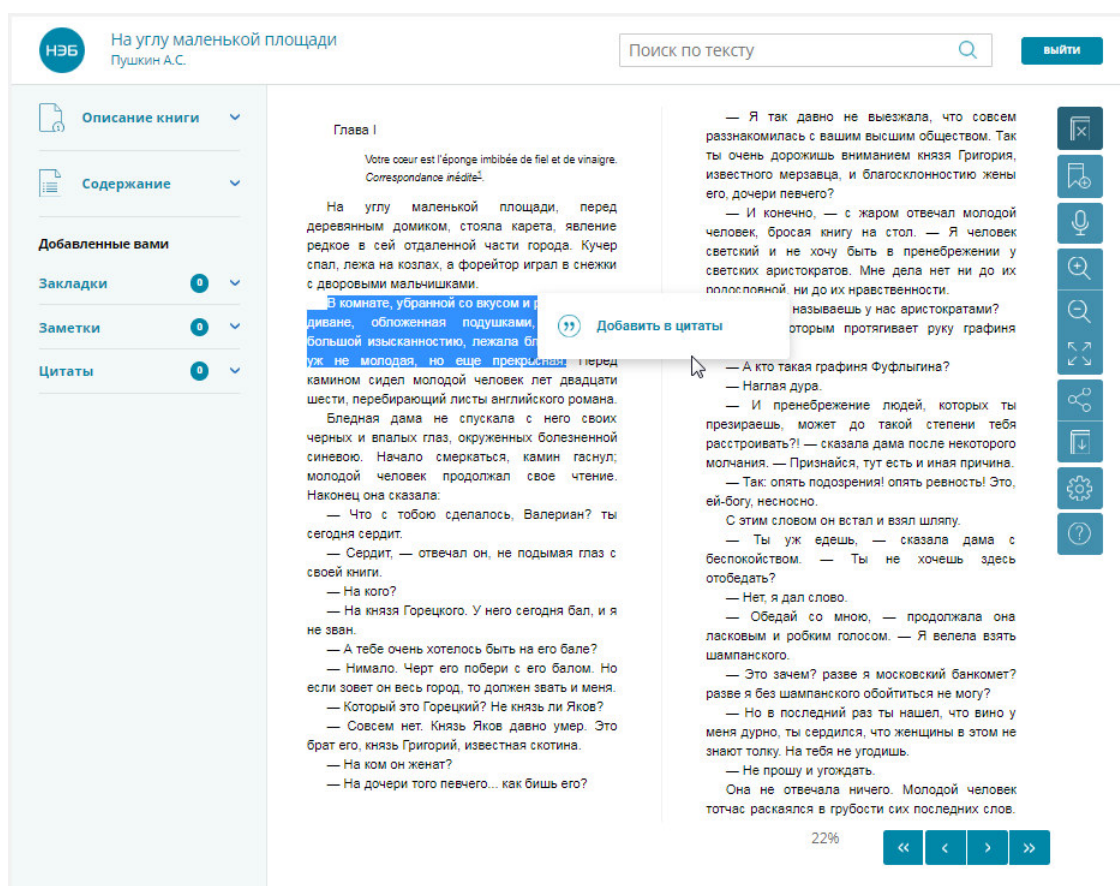 НЭБ
На углу маленькой площади
Пушкин А.С.
Поиск по тексту
ВЫЙТИ
Описание книги
Содержание
Добавленные вами
Закладки 0
Заметки 0
Цитаты 0
Глава I
Votre cœur est l'éponge imbibée de fiel et de vinaigre.
Correspondance inédite1.
На углу маленькой площади, перед
деревянным домиком, стояла карета, явление
редкое в сей отдаленной части города. Кучер
спал, лежа на козлах, а форейтор играл в снежки
с дворовыми мальчишками.
В комнате, убранной со вкусом и р
диване, обложенная подушками,
большой изысканностию, лежала бл
уж не молодая, но еще прекрасная. Перед
камином сидел молодой человек лет двадцати
шести, перебирающий листы английского романа.
Бледная дама не спускала с него своих
черных и впалых глаз, окруженных болезненной
синевою. Начало смеркаться, камин гаснул;
молодой человек продолжал свое чтение.
Наконец она сказала:
— Что с тобою сделалось, Валериан? ты
сегодня сердит.
— Сердит, — отвечал он, не подымая глаз с
своей книги.
— На кого?
— На князя Горецкого. У него сегодня бал, и я
не зван.
— А тебе очень хотелось быть на его бале?
— Нимало. Черт его побери с его балом. Но
если зовет он весь город, то должен звать и меня.
— Который это Горецкий? Не князь ли Яков?
— Совсем нет. Князь Яков давно умер. Это
брат его, князь Григорий, известная скотина.
— На ком он женат?
— На дочери того певчего... как бишь его?
Добавить в цитаты
— Я так давно не выезжала, что совсем
раззнакомилась с вашим высшим обществом. Так
ты очень дорожишь вниманием князя Григория,
известного мерзавца, и благосклонностию жены
его, дочери певчего?
— И конечно, — с жаром отвечал молодой
человек, бросая книгу на стол. — Я человек
светский и не хочу быть в пренебрежении у
светских аристократов. Мне дела нет ни до их
родословной, ни до их нравственности.
называешь у нас аристократами?
оторым протягивает руку графиня
— А кто такая графиня Фуфлыгина?
— Наглая дура.
— И пренебрежение людей, которых ты
презираешь, может до такой степени тебя
расстроивать?! — сказала дама после некоторого
молчания. — Признайся, тут есть и иная причина.
— Так: опять подозрения! опять ревность! Это,
ей-богу, несносно.
С этим словом он встал и взял шляпу.
— Ты уж едешь, — сказала дама с
беспокойством. — Ты не хочешь здесь
отобедать?
— Нет, я дал слово.
— Обедай со мною, — продолжала она
ласковым и робким голосом. — Я велела взять
шампанского.
— Это зачем? разве я московский банкомет?
разве я без шампанского обойтиться не могу?
— Но в последний раз ты нашел, что вино у
меня дурно, ты сердился, что женщины в этом не
знают толку. На тебя не угодишь.
— Не прошу и угождать.
Она не отвечала ничего. Молодой человек
тотчас раскаялся в грубости сих последних слов.
22%